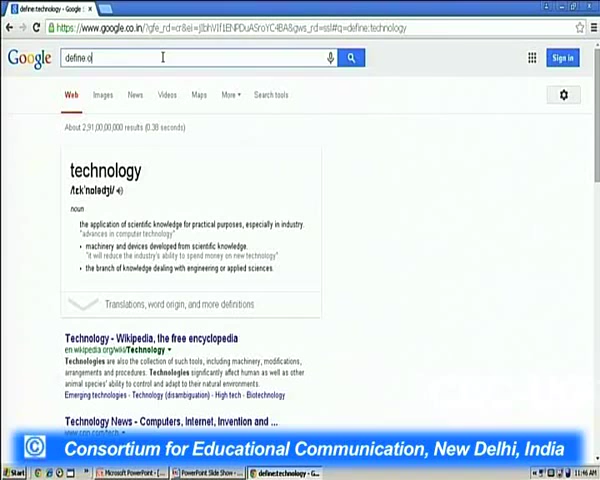 define:technology - Google S
https://www.google.co.in/?gfe_rd=cr&ei=JJbhVIf1ENPDuASroYC4BA&gws_rd=ssl#q=define:technology
Google
define:o
Sign in
Web Images News Videos Maps More Search tools
About 2,91,00,00,000 results (0.38 seconds)
technology
/tɛkˈnɒlədʒi/
noun
the application of scientific knowledge for practical purposes, especially in industry.
"advances in computer technology"
• machinery and devices developed from scientific knowledge.
"it will reduce the industry's ability to spend money on new technology"
• the branch of knowledge dealing with engineering or applied sciences.
Translations, word origin, and more definitions
Technology - Wikipedia, the free encyclopedia
en.wikipedia.org/wiki/Technology
Technologies are also the collection of such tools, including machinery, modifications,
arrangements and procedures. Technologies significantly affect human as well as other
animal species' ability to control and adapt to their natural environments.
Emerging technologies - Technology (disambiguation) - High tech - Biotechnology
Technology News - Computers, Internet, Invention and ...
© Consortium for Educational Communication, New Delhi, India
Start
Microsoft PowerPoint - [...
PowerPoint Slide Show - ...
define:technology - G...
11:46 AM